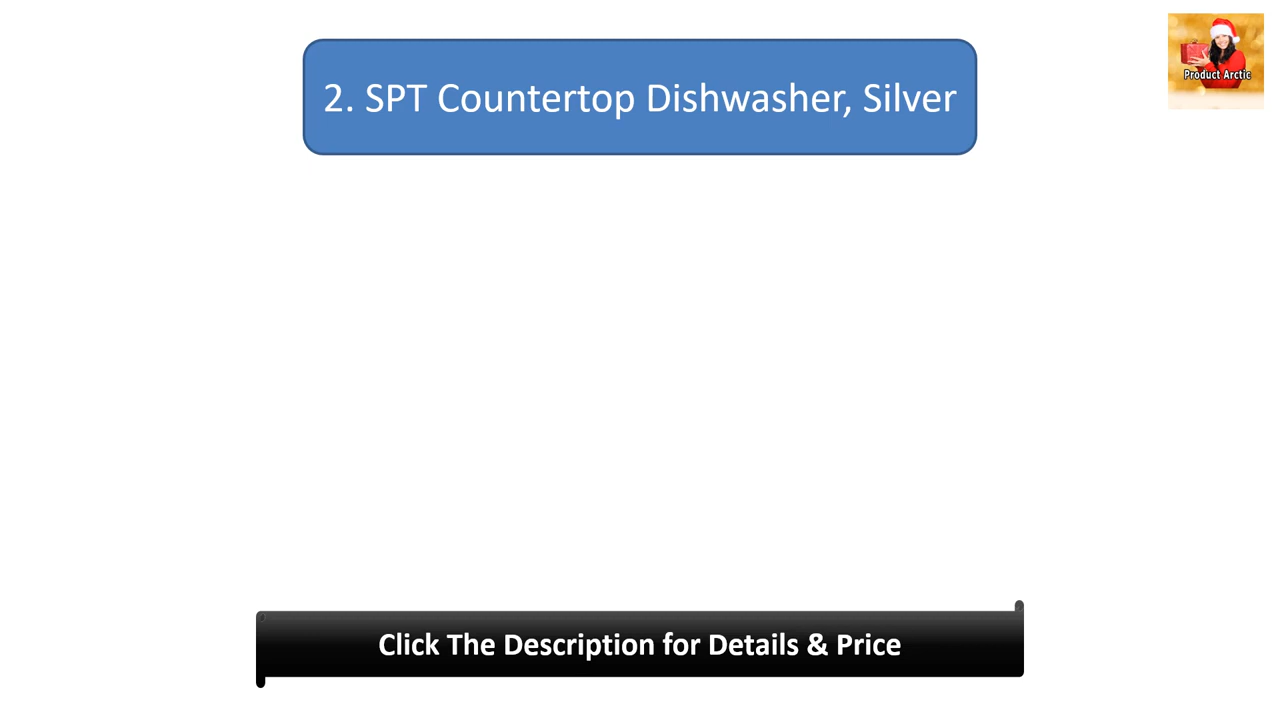 2. SPT Countertop Dishwasher, Silver
Product Arctic
Click The Description for Details & Price